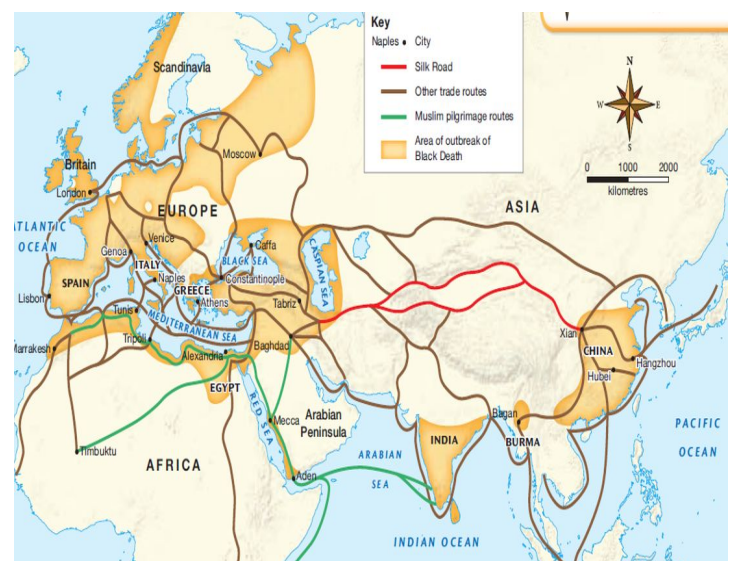 Key
Naples • City
Silk Road
Other trade routes
Muslim pilgrimage routes
Area of outbreak of
Black Death
N
W
E
S
0 1000 2000
kilometres
Scandinavia
Moscow
Britain
London
EUROPE
ASIA
ATLANTIC
OCEAN
Venice
Genoa
ITALY
Caffa
BLACK SEA
CASPIAN SEA
SPAIN
Naples
Constantinople
GREECE
Athens
Lisbon
Tabriz
Tunis
MEDITERRANEAN SEA
Tripoli
Marrakesh
Alexandria
Baghdad
Xian
CHINA
Hangzhou
Hubei
EGYPT
RED SEA
Mecca
Arabian
Peninsula
Bagan
INDIA
BURMA
PACIFIC
OCEAN
Timbuktu
AFRICA
Aden
ARABIAN
SEA
INDIAN OCEAN